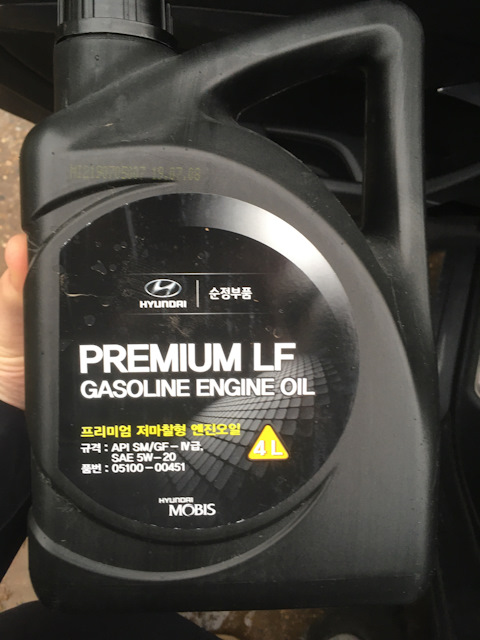 HYUNDAI
순정부품
PREMIUM LF
GASOLINE ENGINE OIL
프리미엄 저마찰형 엔진오일
규격 : API SM/GF-Ⅳ급,
SAE 5W-20
품번 : 05100-00451
4L
HYUNDAI
MOBIS